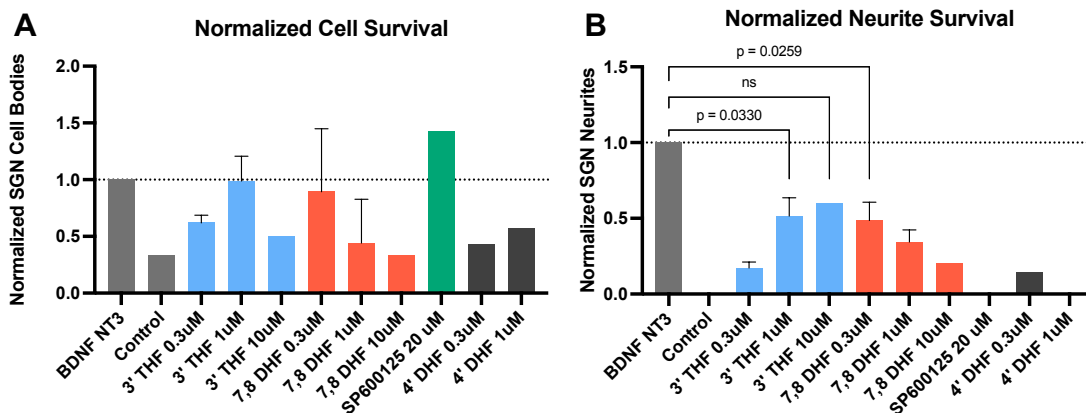 A
Normalized Cell Survival
Normalized SGN Cell Bodies
2.0
1.5
1.0
0.5
0.0
BDNF NT3
Control
3' THF 0.3uM
3' THF 1uM
3' THF 10uM
7,8 DHF 0.3uM
7,8 DHF 1uM
7,8 DHF 10uM
SP600125 20 uM
4' DHF 0.3uM
4' DHF 1uM
B
Normalized Neurite Survival
Normalized SGN Neurites
1.5
1.0
0.5
0.0
p = 0.0259
ns
p = 0.0330
BDNF NT3
Control
3' THF 0.3uM
3' THF 1uM
3' THF 10uM
7,8 DHF 0.3uM
7,8 DHF 1uM
7,8 DHF 10uM
SP600125 20 uM
4' DHF 0.3uM
4' DHF 1uM